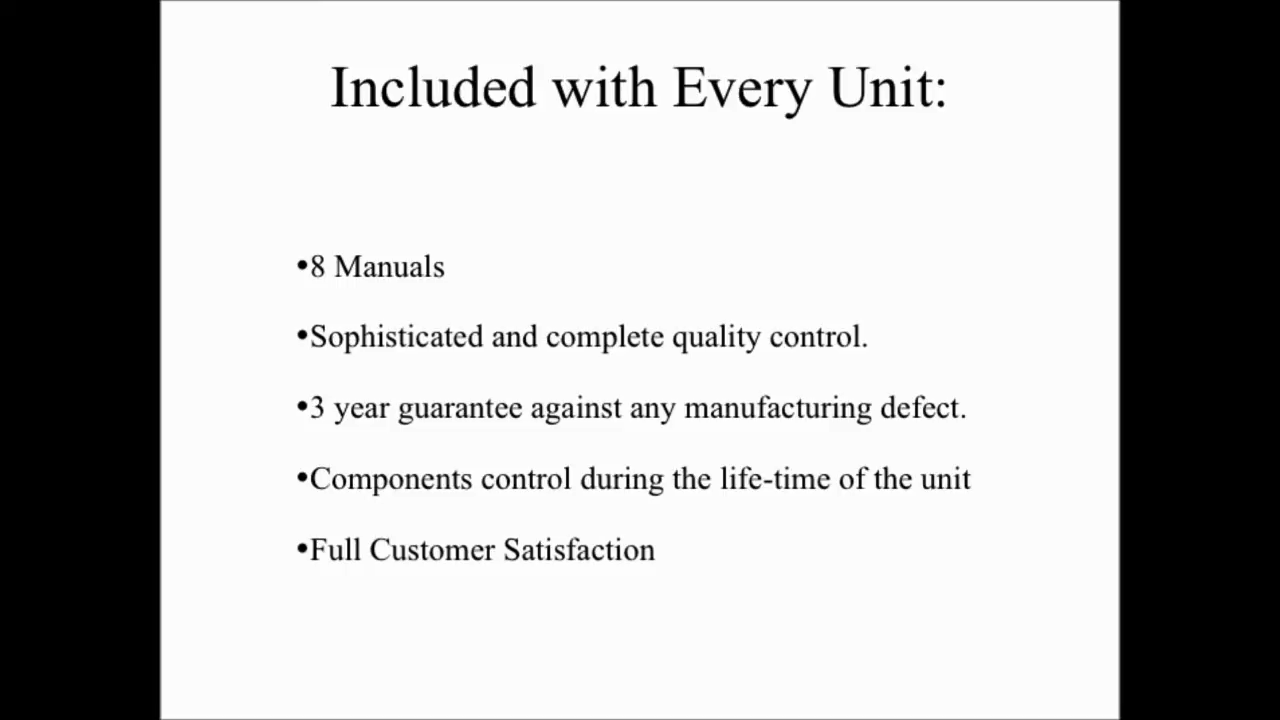 Included with Every Unit:
•8 Manuals
•Sophisticated and complete quality control.
•3 year guarantee against any manufacturing defect.
•Components control during the life-time of the unit
•Full Customer Satisfaction